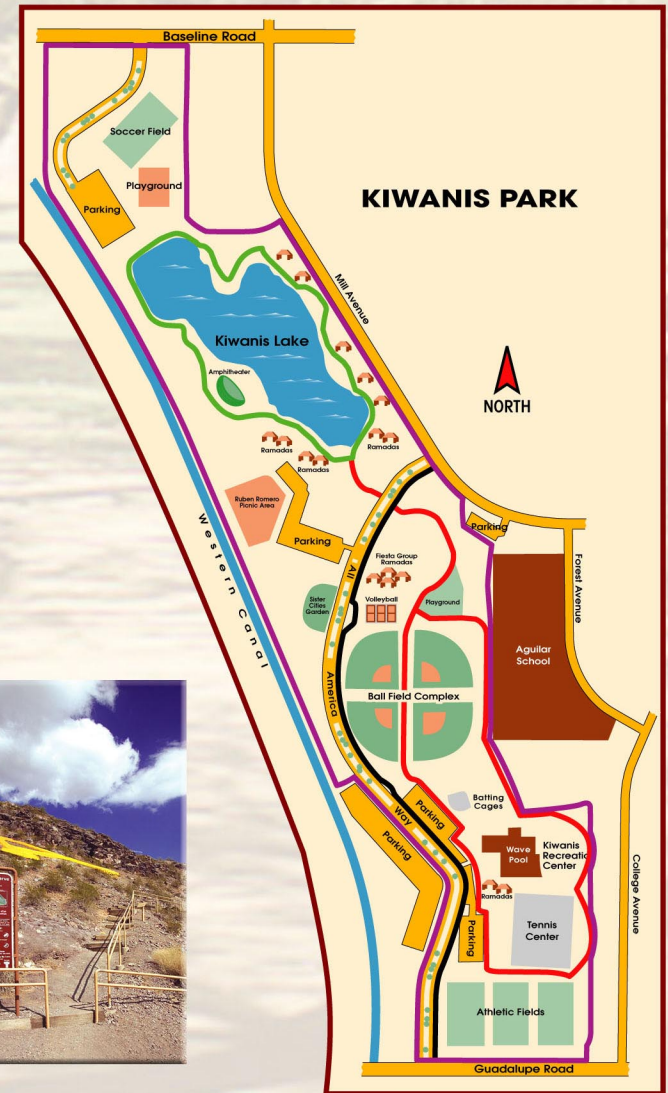 Baseline Road
Soccer Field
Playground
Parking
KIWANIS PARK
Mill Avenue
Kiwanis Lake
Amphitheater
NORTH
Ramadas
Ramadas
Ramadas
Ruben Romero
Picnic Area
Parking
Parking
Western Canal
All
America
Way
Fiesta Group
Ramadas
Sister
Cities
Garden
Volleyball
Playground
Forest Avenue
Aguilar
School
Ball Field Complex
Batting
Cages
Parking
Parking
Wave
Pool
Kiwanis
Recreatic
Center
Ramadas
College Avenue
Parking
Tennis
Center
Athletic Fields
Guadalupe Road